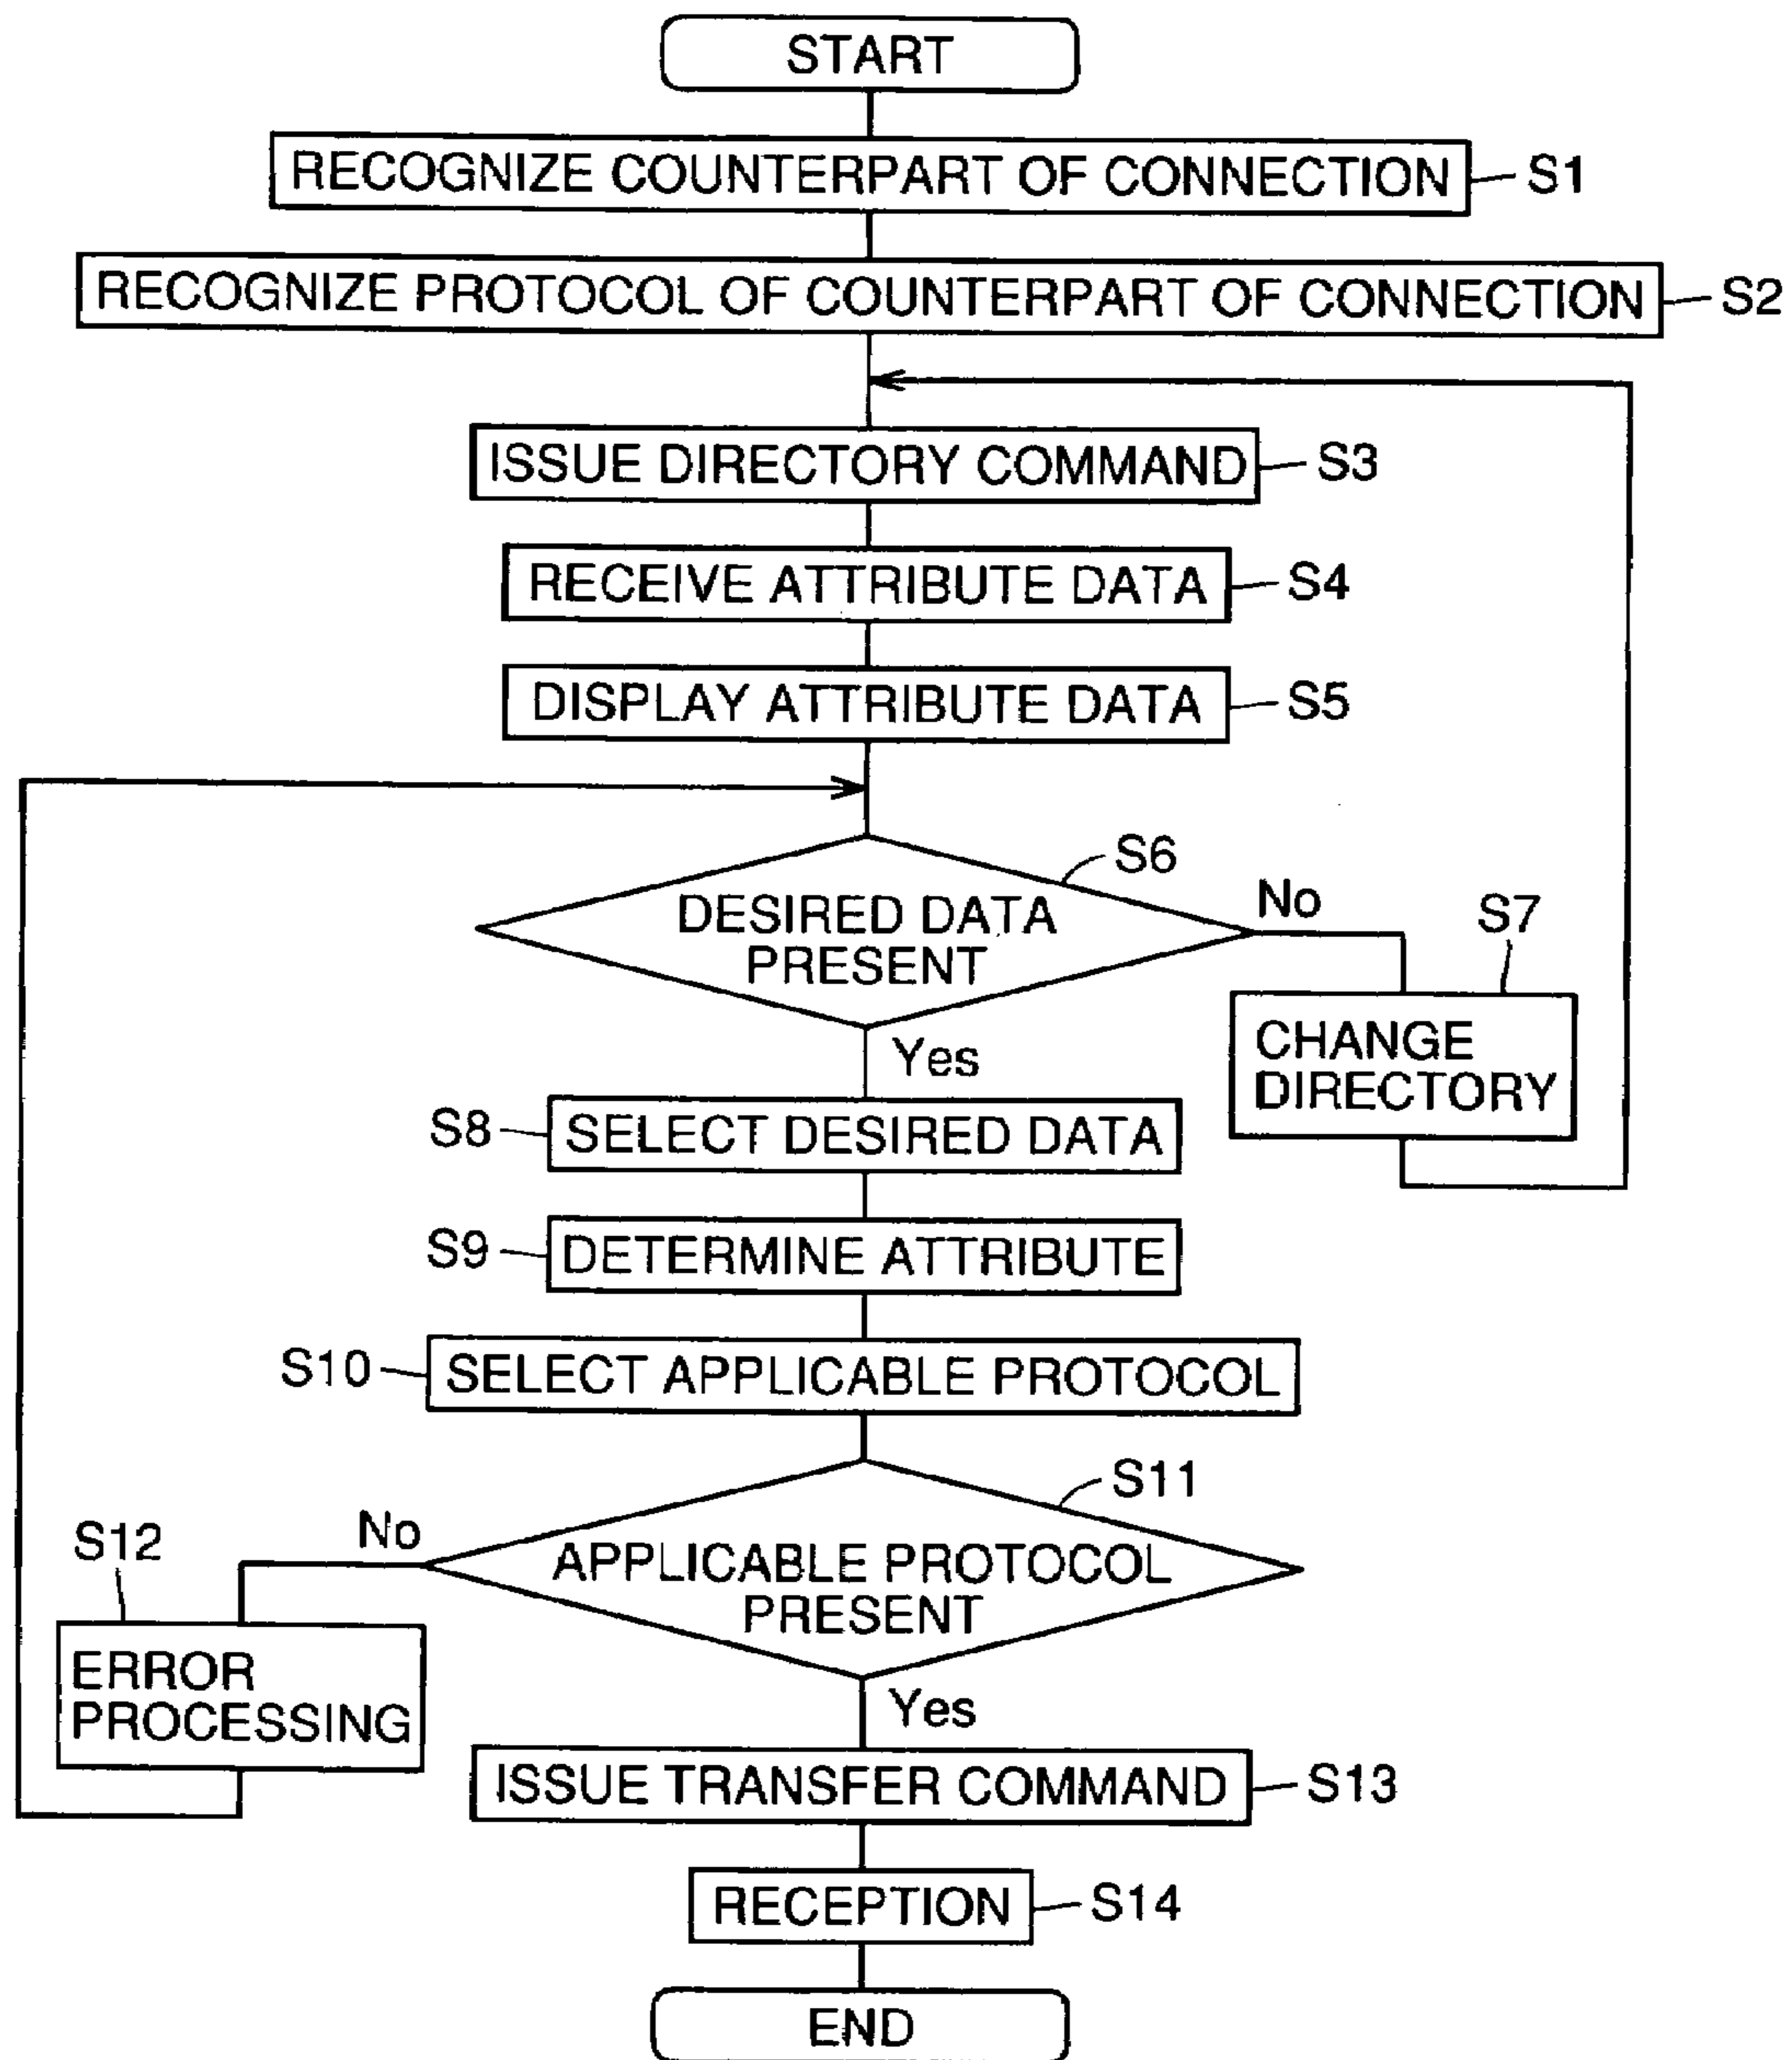 START
RECOGNIZE COUNTERPART OF CONNECTION S1
RECOGNIZE PROTOCOL OF COUNTERPART OF CONNECTION S2
ISSUE DIRECTORY COMMAND S3
RECEIVE ATTRIBUTE DATA S4
DISPLAY ATTRIBUTE DATA S5
S6
DESIRED DATA
PRESENT
No
S7
CHANGE
DIRECTORY
Yes
S8 SELECT DESIRED DATA
S9 DETERMINE ATTRIBUTE
S10 SELECT APPLICABLE PROTOCOL
S11
APPLICABLE PROTOCOL
PRESENT
No
S12
ERROR
PROCESSING
Yes
ISSUE TRANSFER COMMAND S13
RECEPTION S14
END